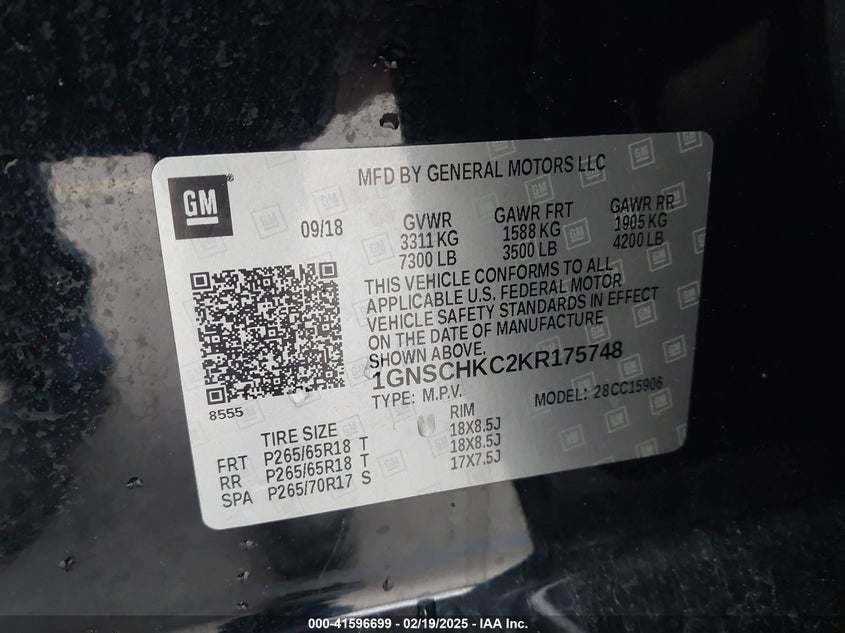 MFD BY GENERAL MOTORS LLC
GM
09/18
GVWR
3311 KG
7300 LB
GAWR FRT
1588 KG
3500 LB
GAWR RR
1905 KG
4200 LB
THIS VEHICLE CONFORMS TO ALL
APPLICABLE U.S. FEDERAL MOTOR
VEHICLE SAFETY STANDARDS IN EFFECT
ON THE DATE OF MANUFACTURE
SHOWN ABOVE.
1GNSCHKC2KR175748
TYPE: M.P.V.
MODEL: 28CC15906
8555
TIRE SIZE RIM
FRT P265/65R18 T 18X8.5J
RR P265/65R18 T 18X8.5J
SPA P265/70R17 S 17X7.5J
000-41596699 - 02/19/2025 - IAA Inc.